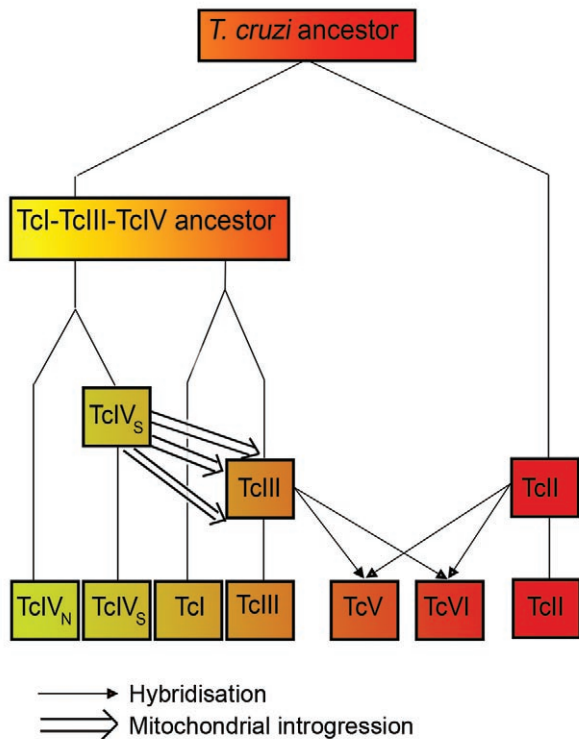 T. cruzi ancestor
TcI-TcIII-TcIV ancestor
TcIVS
TcIII
TcII
TcIVN
TcIVS
TcI
TcIII
TcV
TcVI
TcII
Hybridisation
Mitochondrial introgression